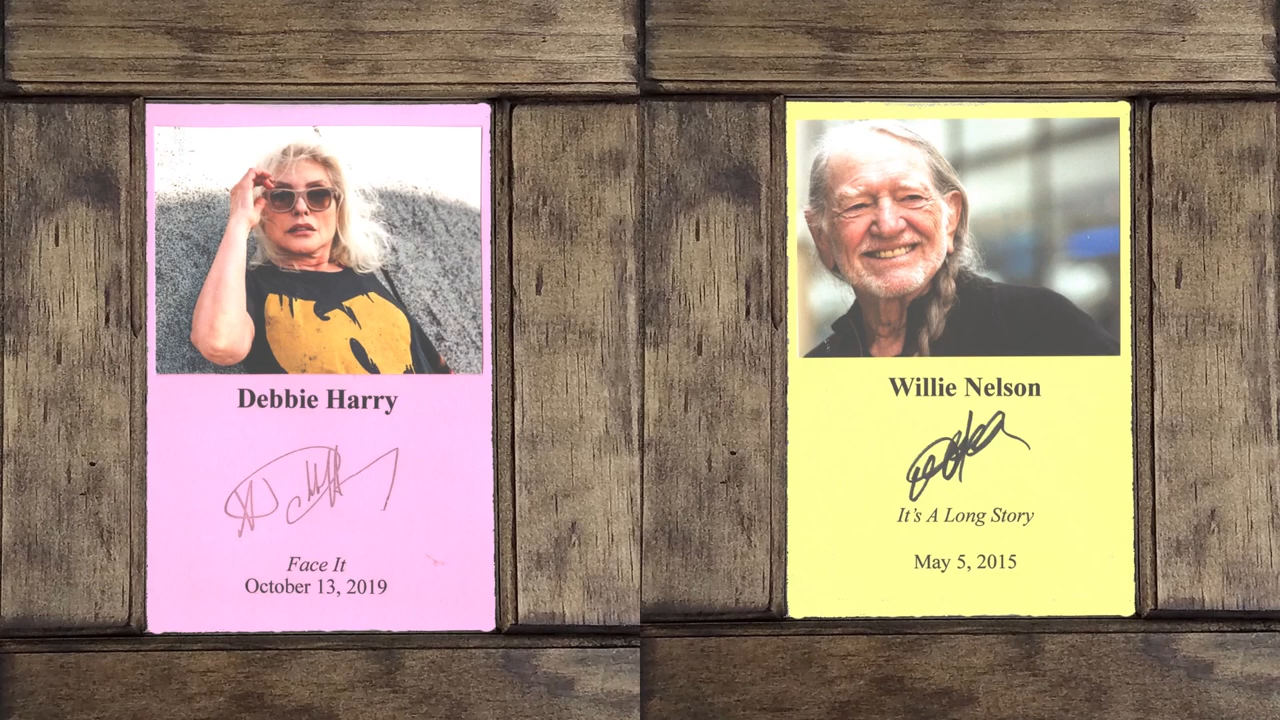 Debbie Harry
Face It
October 13, 2019
Willie Nelson
It's A Long Story
May 5, 2015